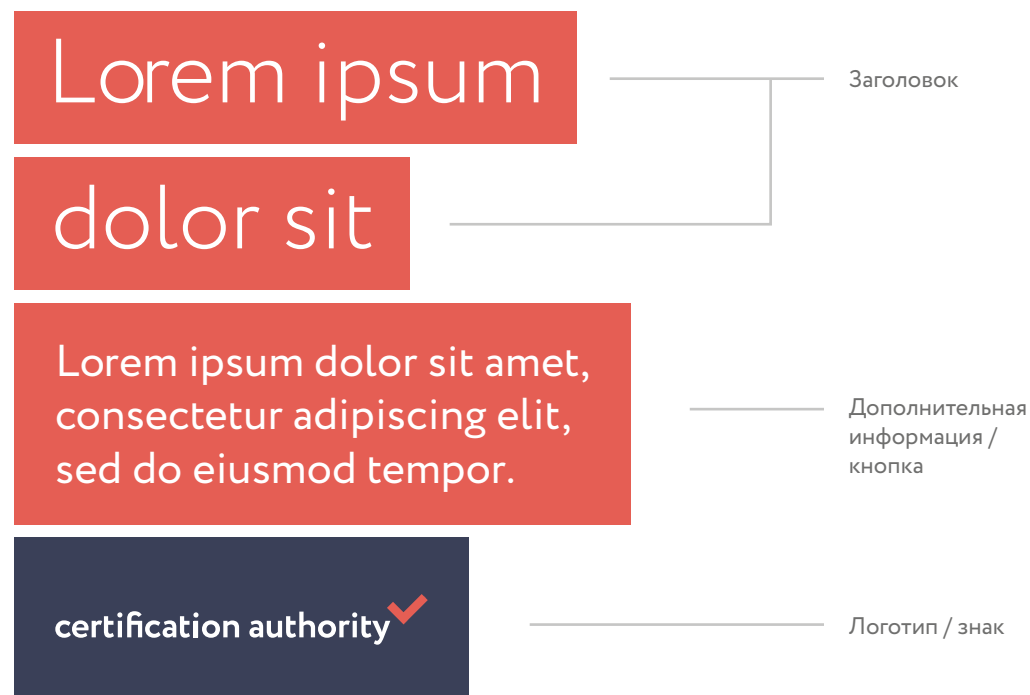 Lorem ipsum
Заголовок
dolor sit
Lorem ipsum dolor sit amet,
consectetur adipiscing elit,
sed do eiusmod tempor.
Дополнительная
информация /
кнопка
certification authority
Логотип / знак